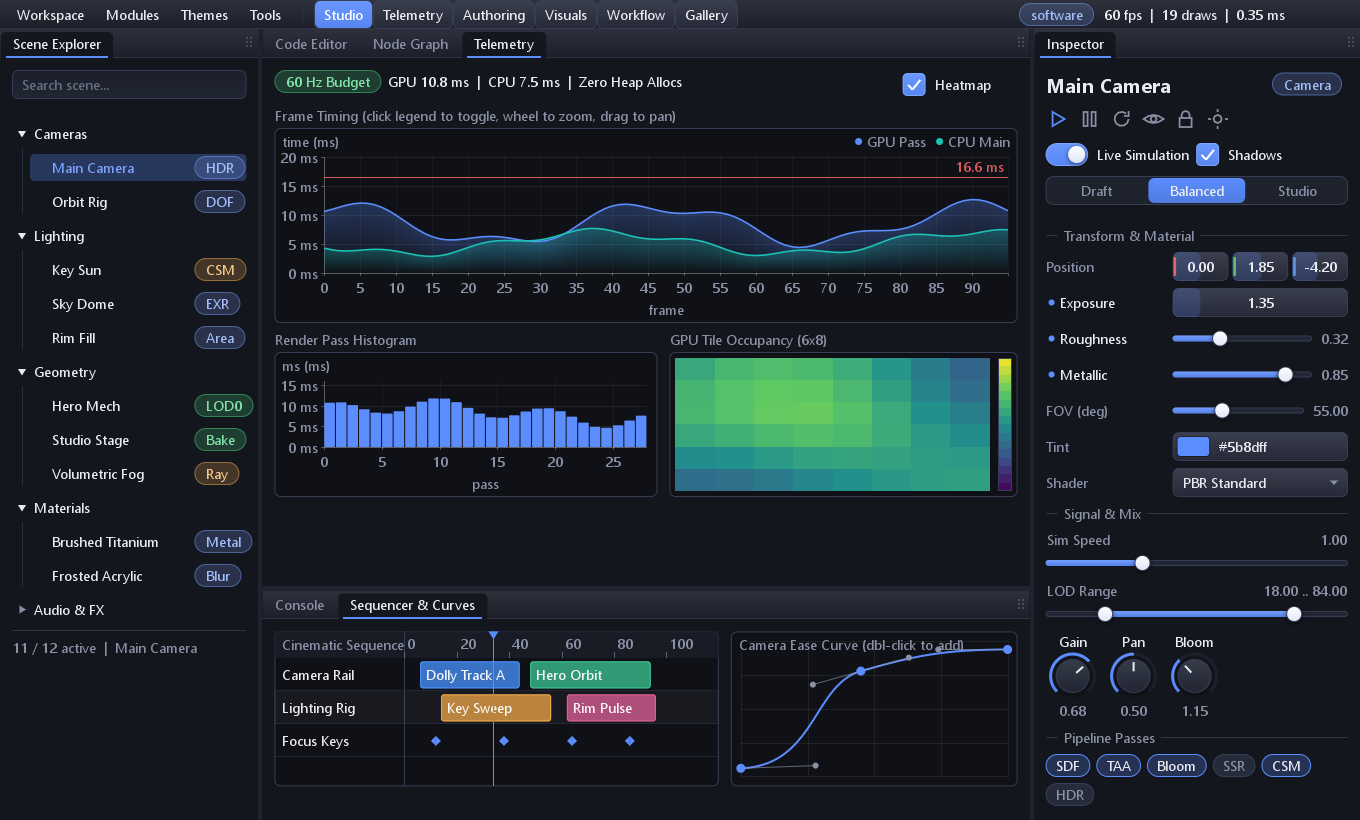 Workspace Modules Themes Tools Studio Telemetry Authoring Visuals Workflow Gallery software 60 fps | 19 draws | 0.35 ms
Scene Explorer
Search scene...
Cameras
Main Camera HDR
Orbit Rig DOF
Lighting
Key Sun CSM
Sky Dome EXR
Rim Fill Area
Geometry
Hero Mech LOD0
Studio Stage Bake
Volumetric Fog Ray
Materials
Brushed Titanium Metal
Frosted Acrylic Blur
Audio & FX
11 / 12 active | Main Camera
Code Editor Node Graph Telemetry
60 Hz Budget GPU 10.8 ms | CPU 7.5 ms | Zero Heap Allocs Heatmap
Frame Timing (click legend to toggle, wheel to zoom, drag to pan)
time (ms) GPU Pass CPU Main
20 ms
16.6 ms
15 ms
10 ms
5 ms
0 ms
0 5 10 15 20 25 30 35 40 45 50 55 60 65 70 75 80 85 90
frame
Render Pass Histogram
ms (ms)
15 ms
10 ms
5 ms
0 ms
0 5 10 15 20 25
pass
GPU Tile Occupancy (6x8)
Console Sequencer & Curves
Cinematic Sequence 0 20 40 60 80 100
Camera Rail Dolly Track A Hero Orbit
Lighting Rig Key Sweep Rim Pulse
Focus Keys
Camera Ease Curve (dbl-click to add)
Inspector
Main Camera Camera
Live Simulation Shadows
Draft Balanced Studio
Transform & Material
Position 0.00 1.85 -4.20
Exposure 1.35
Roughness 0.32
Metallic 0.85
FOV (deg) 55.00
Tint #5b8dff
Shader PBR Standard
Signal & Mix
Sim Speed 1.00
LOD Range 18.00 .. 84.00
Gain Pan Bloom
0.68 0.50 1.15
Pipeline Passes
SDF TAA Bloom SSR CSM
HDR